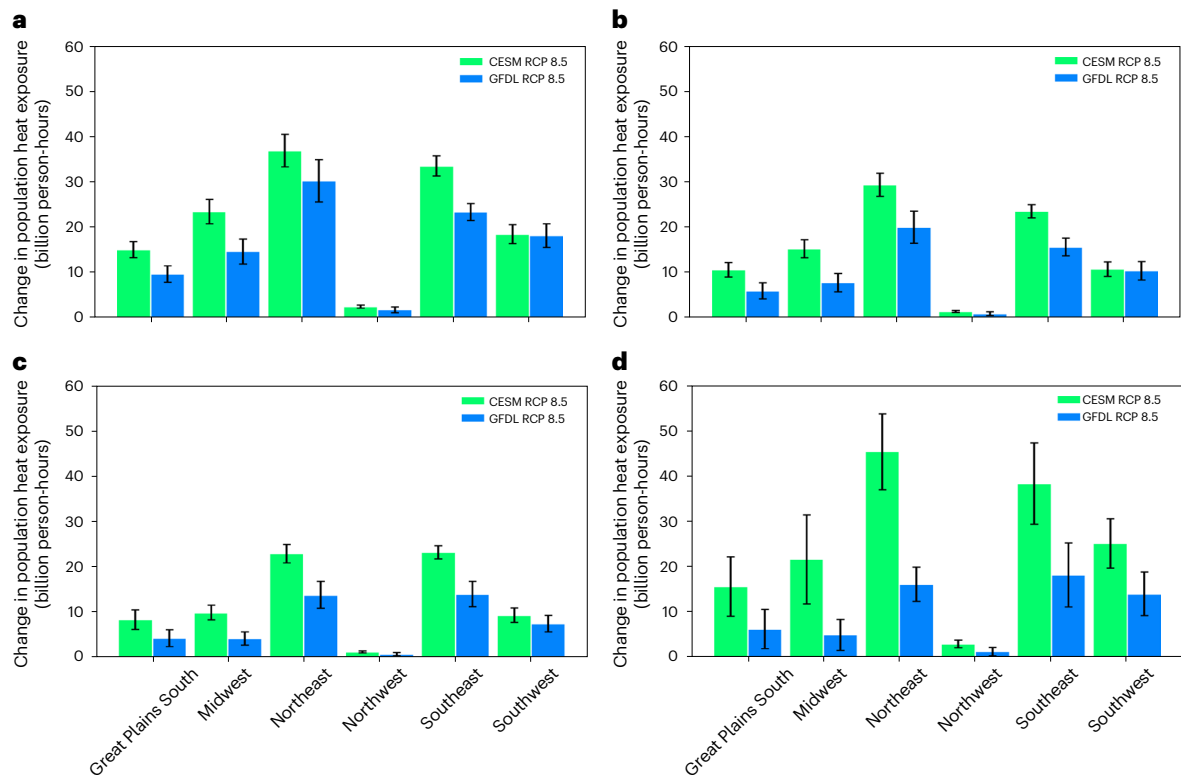 a
Change in population heat exposure
(billion person-hours)
60
50
40
30
20
10
0
CESM RCP 8.5
GFDL RCP 8.5
b
Change in population heat exposure
(billion person-hours)
60
50
40
30
20
10
0
CESM RCP 8.5
GFDL RCP 8.5
c
Change in population heat exposure
(billion person-hours)
60
50
40
30
20
10
0
CESM RCP 8.5
GFDL RCP 8.5
Great Plains South
Midwest
Northeast
Northwest
Southeast
Southwest
d
Change in population heat exposure
(billion person-hours)
60
50
40
30
20
10
0
CESM RCP 8.5
GFDL RCP 8.5
Great Plains South
Midwest
Northeast
Northwest
Southeast
Southwest